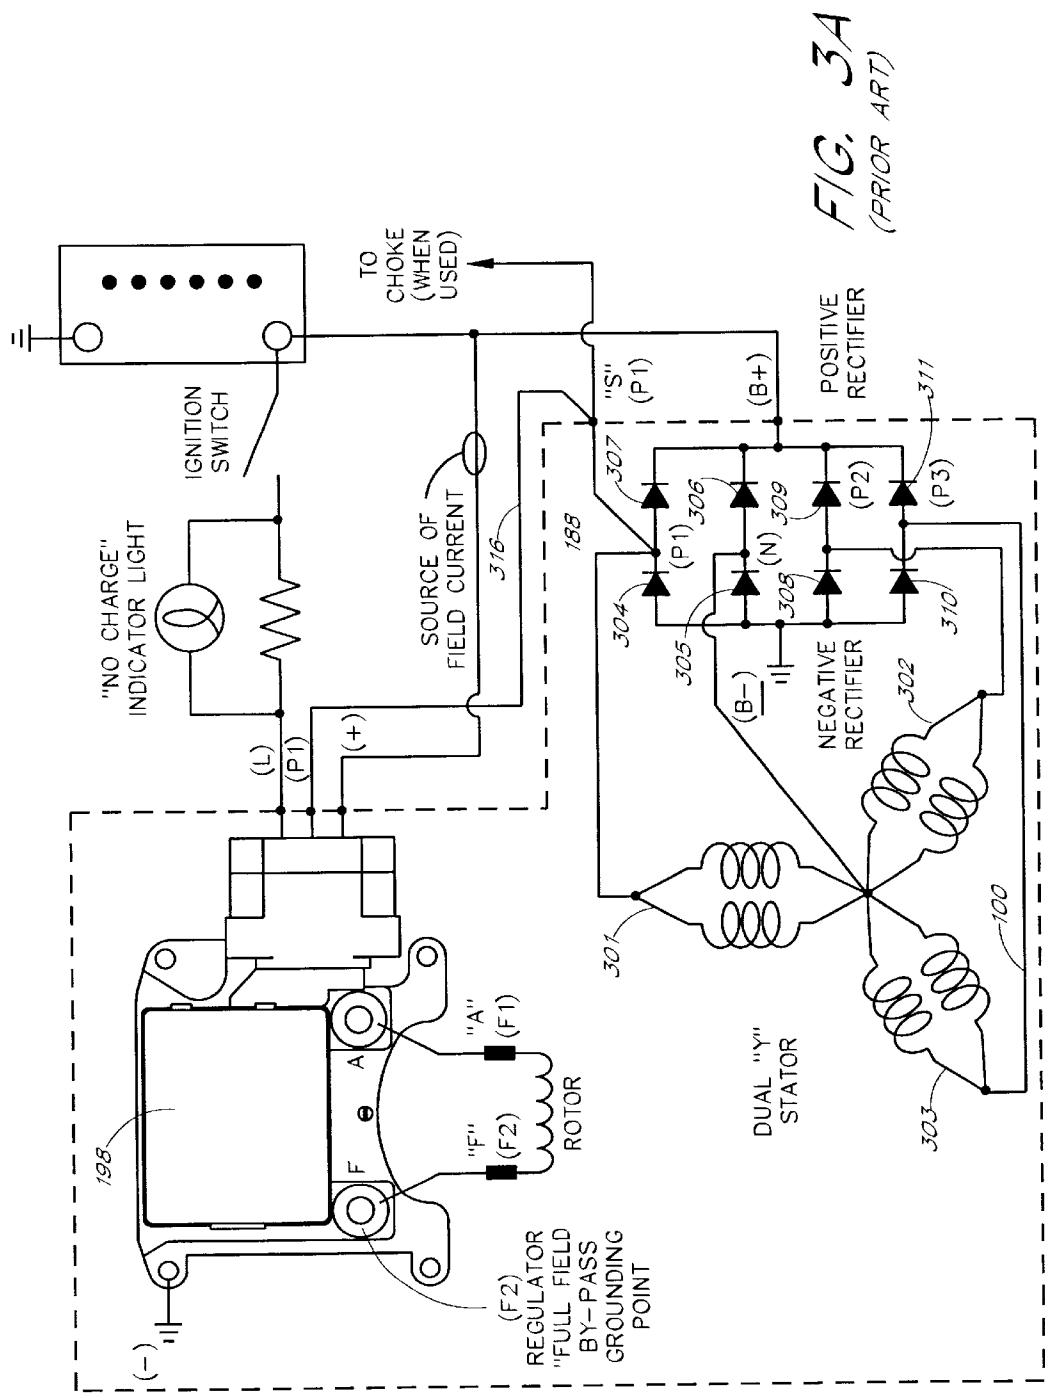 "NO CHARGE"
INDICATOR LIGHT
IGNITION
SWITCH
(L)
(P1)
(+)
SOURCE OF
FIELD CURRENT
316
TO
CHOKE
(WHEN
USED)
"S"
(P1)
(B+)
188
198
(-)
A
F
"A"
(F1)
"F"
(F2)
ROTOR
(F2)
REGULATOR
"FULL FIELD
BY-PASS
GROUNDING
POINT
DUAL "Y"
STATOR
301
302
303
100
304
307
(P1)
305
306
(N)
308
309
(P2)
310
311
(P3)
(B-)
NEGATIVE
RECTIFIER
POSITIVE
RECTIFIER
FIG. 3A
(PRIOR ART)